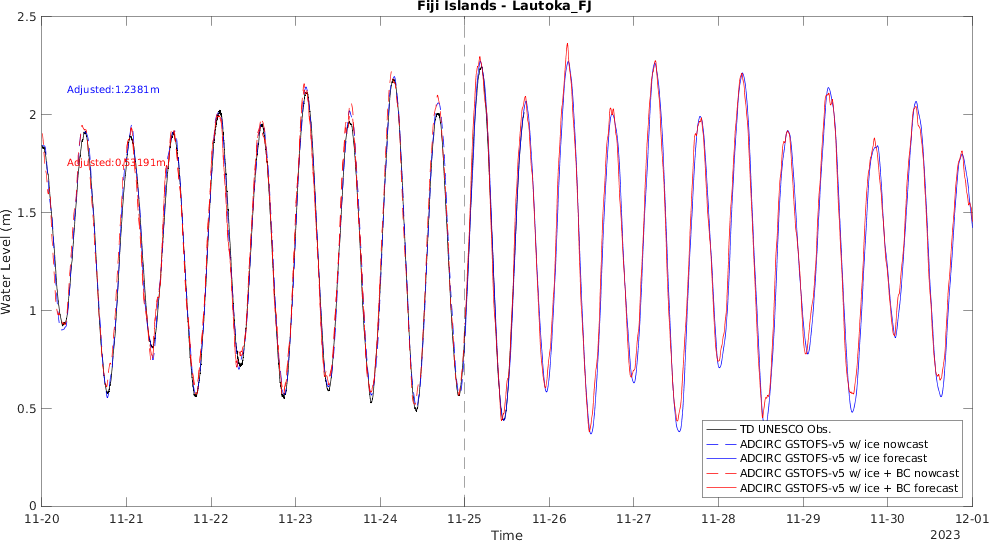 Fiji Islands - Lautoka_FJ
2.5
2
1.5
1
0.5
0
Water Level (m)
Adjusted:1.2381m
Adjusted:0.53191m
TD UNESCO Obs.
ADCIRC GSTOFS-v5 w/ ice nowcast
ADCIRC GSTOFS-v5 w/ ice forecast
ADCIRC GSTOFS-v5 w/ ice + BC nowcast
ADCIRC GSTOFS-v5 w/ ice + BC forecast
11-20 11-21 11-22 11-23 11-24 11-25 11-26 11-27 11-28 11-29 11-30 12-01
Time
2023